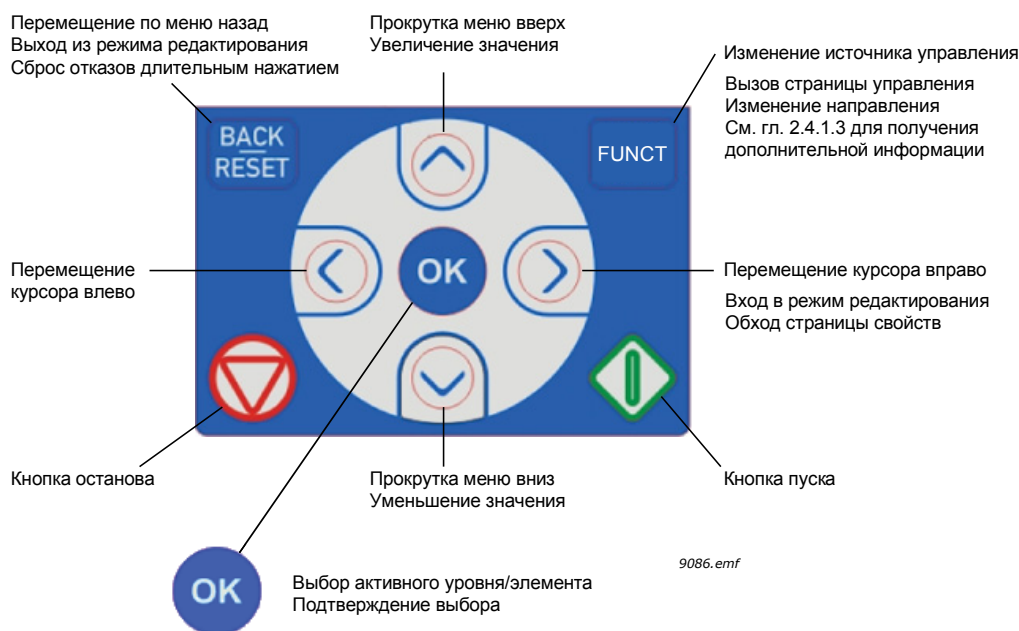 Перемещение по меню назад
Выход из режима редактирования
Сброс отказов длительным нажатием
Прокрутка меню вверх
Увеличение значения
Изменение источника управления
Вызов страницы управления
Изменение направления
См. гл. 2.4.1.3 для получения
дополнительной информации
BACK
RESET
FUNCT
Перемещение
курсора влево
OK
Перемещение курсора вправо
Вход в режим редактирования
Обход страницы свойств
Кнопка останова
Прокрутка меню вниз
Уменьшение значения
Кнопка пуска
9086.emf
OK
Выбор активного уровня/элемента
Подтверждение выбора